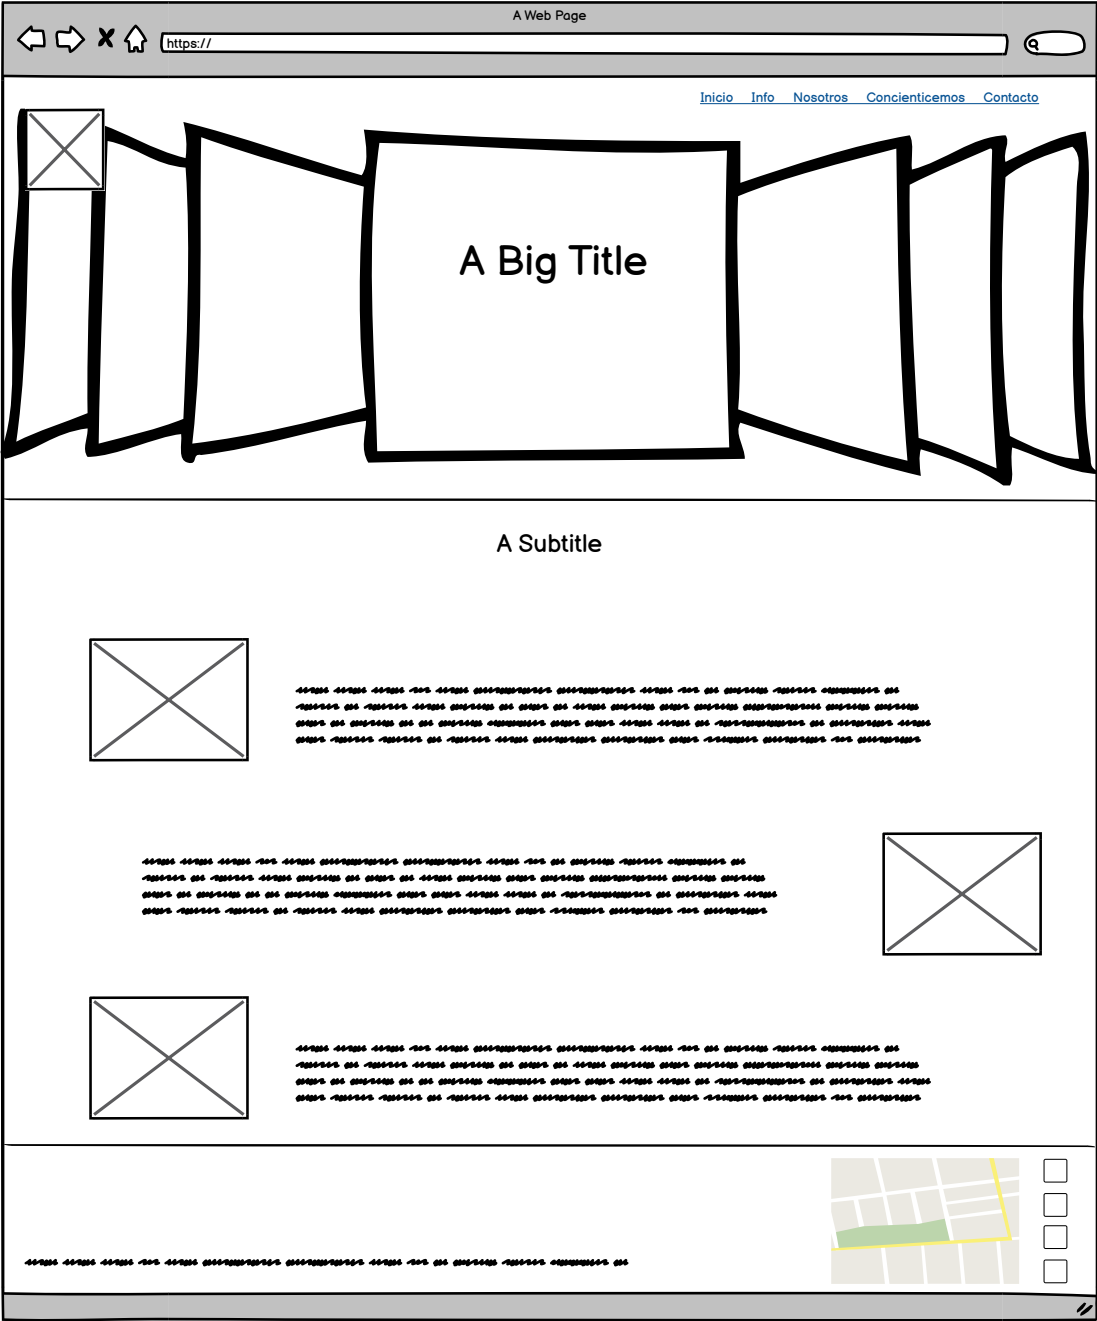 A Web Page
https://
Inicio Info Nosotros Concienticemos Contacto
A Big Title
A Subtitle